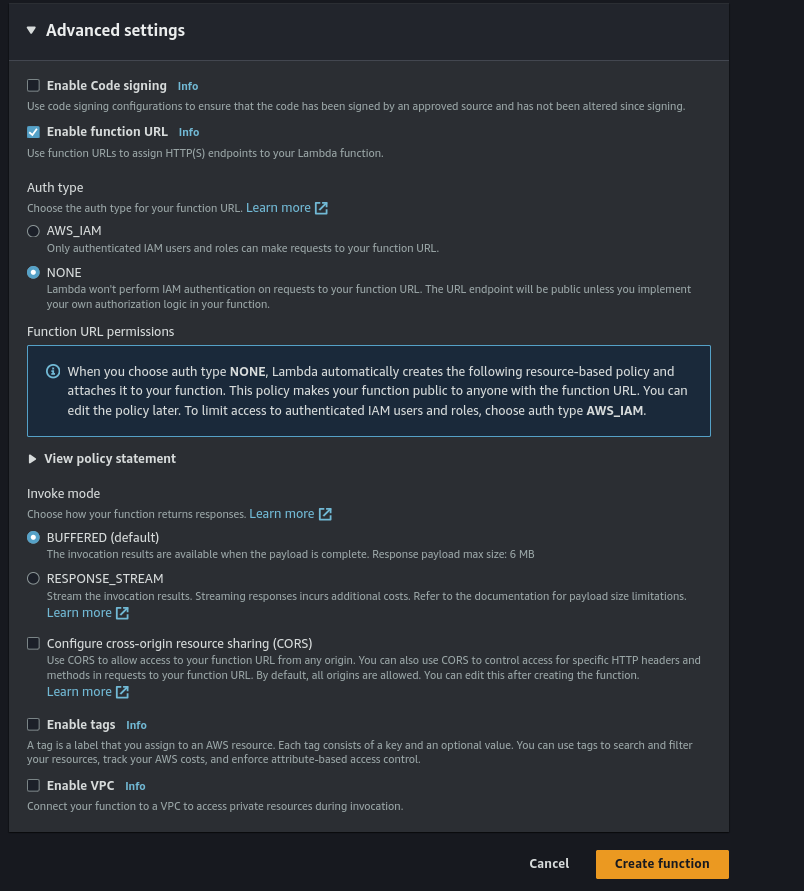 Advanced settings
Enable Code signing Info
Use code signing configurations to ensure that the code has been signed by an approved source and has not been altered since signing.
Enable function URL Info
Use function URLs to assign HTTP(S) endpoints to your Lambda function.
Auth type
Choose the auth type for your function URL. Learn more
AWS_IAM
Only authenticated IAM users and roles can make requests to your function URL.
NONE
Lambda won't perform IAM authentication on requests to your function URL. The URL endpoint will be public unless you implement
your own authorization logic in your function.
Function URL permissions
When you choose auth type NONE, Lambda automatically creates the following resource-based policy and
attaches it to your function. This policy makes your function public to anyone with the function URL. You can
edit the policy later. To limit access to authenticated IAM users and roles, choose auth type AWS_IAM.
View policy statement
Invoke mode
Choose how your function returns responses. Learn more
BUFFERED (default)
The invocation results are available when the payload is complete. Response payload max size: 6 MB
RESPONSE_STREAM
Stream the invocation results. Streaming responses incurs additional costs. Refer to the documentation for payload size limitations.
Learn more
Configure cross-origin resource sharing (CORS)
Use CORS to allow access to your function URL from any origin. You can also use CORS to control access for specific HTTP headers and
methods in requests to your function URL. By default, all origins are allowed. You can edit this after creating the function.
Learn more
Enable tags Info
A tag is a label that you assign to an AWS resource. Each tag consists of a key and an optional value. You can use tags to search and filter
your resources, track your AWS costs, and enforce attribute-based access control.
Enable VPC Info
Connect your function to a VPC to access private resources during invocation.
Cancel Create function